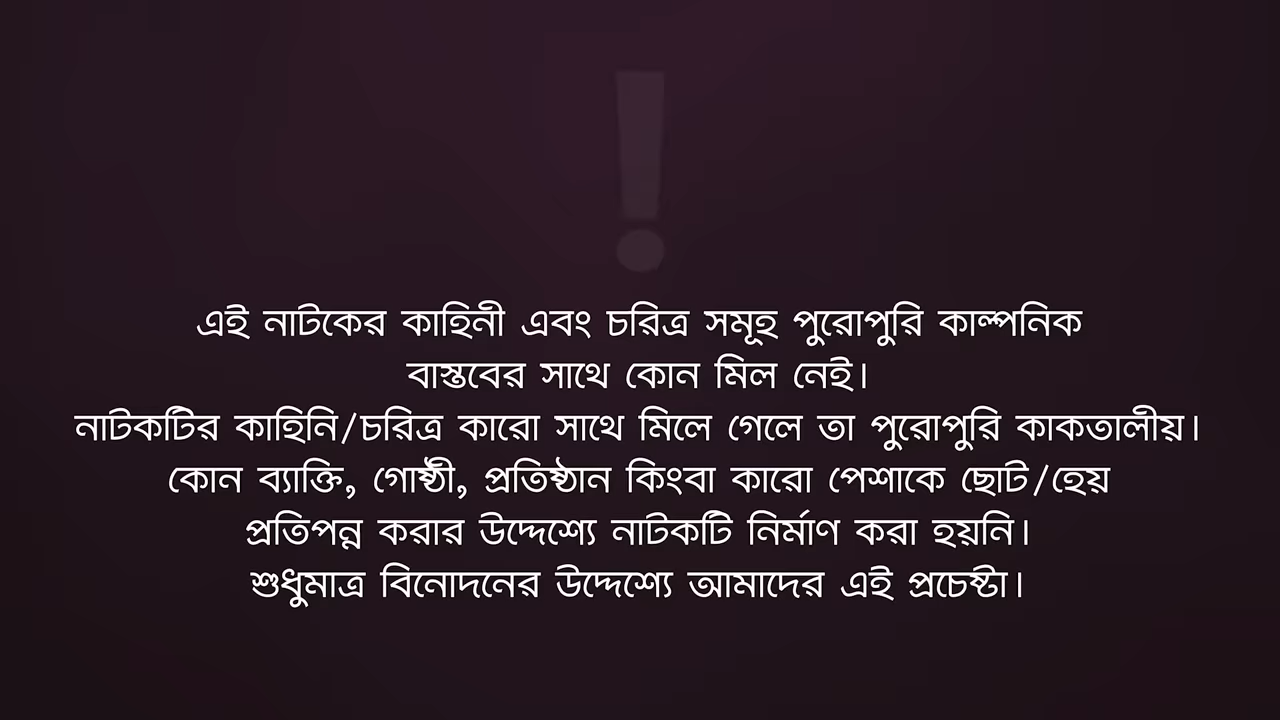 এই নাটকের কাহিনী এবং চরিত্র সমূহ পুরোপুরি কাল্পনিক
বাস্তবের সাথে কোন মিল নেই।
নাটকটির কাহিনি/চরিত্র কারো সাথে মিলে গেলে তা পুরোপুরি কাকতালীয়।
কোন ব্যাক্তি, গোষ্ঠী, প্রতিষ্ঠান কিংবা কারো পেশাকে ছোট/হেয়
প্রতিপন্ন করার উদ্দেশ্যে নাটকটি নির্মাণ করা হয়নি।
শুধুমাত্র বিনোদনের উদ্দেশ্যে আমাদের এই প্রচেষ্টা।